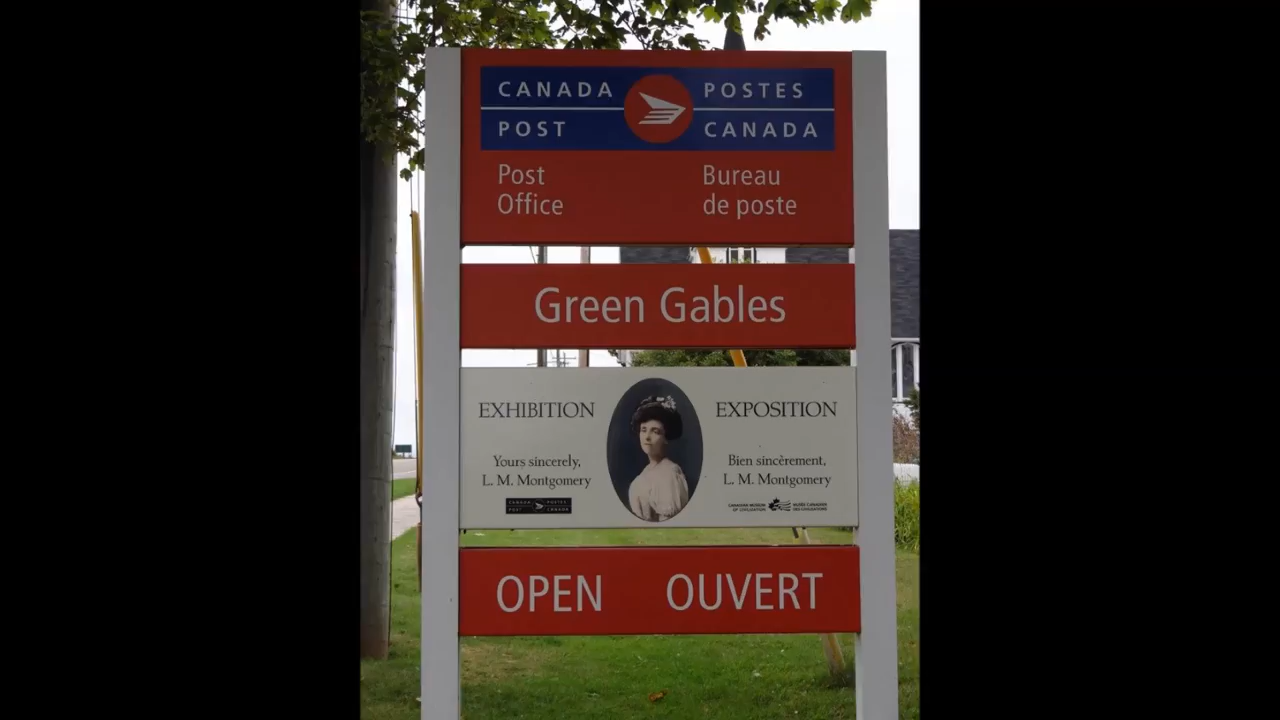 CANADA POSTES
POST CANADA
Post Bureau
Office de poste
Green Gables
EXHIBITION EXPOSITION
Yours sincerely, Bien sincèrement,
L. M. Montgomery L. M. Montgomery
CANADA POSTES
POST CANADA
CANADIAN MUSEUM MUSÉE CANADIEN
OF CIVILIZATION DES CIVILISATIONS
OPEN OUVERT